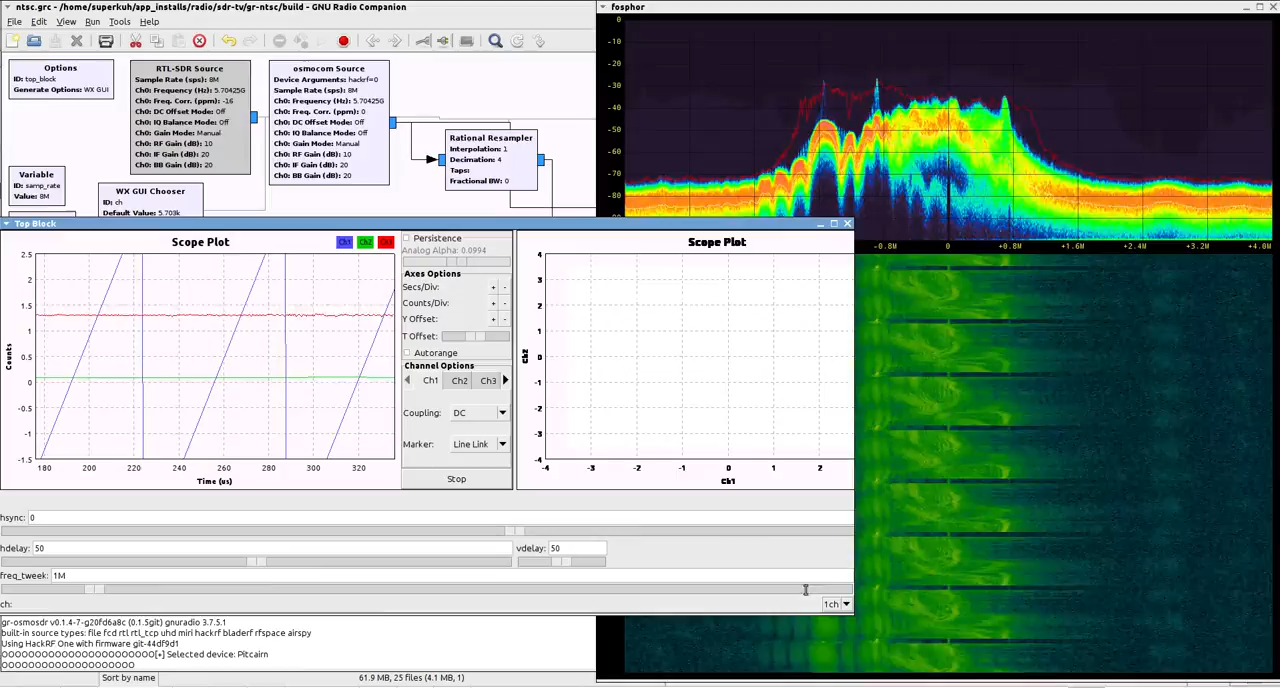 ntsc.grc - /home/superkuh/app_installs/radio/sdr-tv/gr-ntsc/build - GNU Radio Companion
File Edit View Run Tools Help
Options
ID: top_block
Generate Options: WX GUI
RTL-SDR Source
Sample Rate (sps): 8M
Ch0: Frequency (Hz): 5.70425G
Ch0: Freq. Corr. (ppm): -16
Ch0: DC Offset Mode: Off
Ch0: IQ Balance Mode: Off
Ch0: Gain Mode: Manual
Ch0: RF Gain (dB): 10
Ch0: IF Gain (dB): 20
Ch0: BB Gain (dB): 20
osmocom Source
Device Arguments: hackrf=0
Sample Rate (sps): 8M
Ch0: Frequency (Hz): 5.70425G
Ch0: Freq. Corr. (ppm): 0
Ch0: DC Offset Mode: Off
Ch0: IQ Balance Mode: Off
Ch0: Gain Mode: Manual
Ch0: RF Gain (dB): 10
Ch0: IF Gain (dB): 20
Ch0: BB Gain (dB): 20
Rational Resampler
Interpolation: 1
Decimation: 4
Taps:
Fractional BW: 0
Variable
ID: samp_rate
Value: 8M
WX GUI Chooser
ID: ch
Default Value: 5.703k
fosphor
0
-10
-20
-30
-40
-50
-60
-70
-80
-0.8M 0 +0.8M +1.6M +2.4M +3.2M +4.0M
Top Block
Scope Plot
Ch1 Ch2 Ch3
2.5
2
1.5
1
0.5
0
-0.5
-1
-1.5
Counts
180 200 220 240 260 280 300 320
Time (us)
Persistence
Analog Alpha: 0.0994
Axes Options
Secs/Div: + -
Counts/Div: + -
Y Offset: + -
T Offset:
Autorange
Channel Options
Ch1 Ch2 Ch3
Coupling: DC
Marker: Line Link
Stop
Scope Plot
4
3
2
1
0
-1
-2
-3
-4
Ch2
-4 -3 -2 -1 0 1 2
Ch1
hsync: 0
hdelay: 50
vdelay: 50
freq_tweek: 1M
ch: 1ch
gr-osmosdr v0.1.4-7-g20fd6a8c (0.1.5git) gnuradio 3.7.5.1
built-in source types: file fcd rtl rtl_tcp uhd miri hackrf bladerf rfspace airspy
Using HackRF One with firmware git-44df9d1
OOOOOOOOOOOOOOOOOOOOOOO[+] Selected device: Pitcairn
OOOOOOOOOOOOOOOOOOOO
Sort by name
61.9 MB, 25 files (4.1 MB, 1)